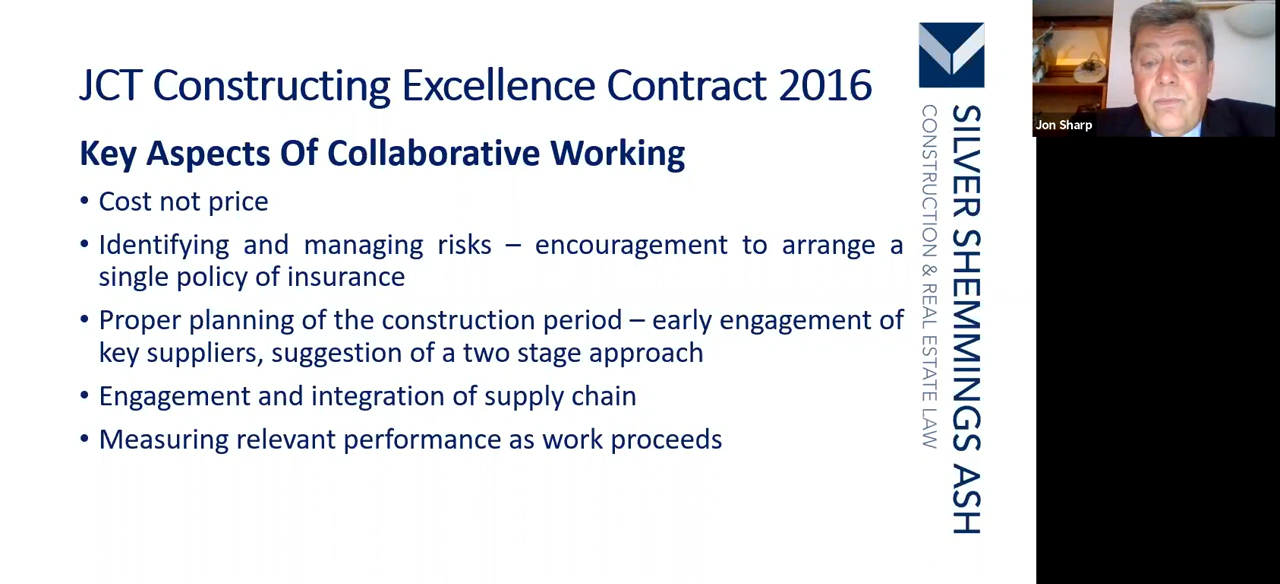 JCT Constructing Excellence Contract 2016
Key Aspects Of Collaborative Working
• Cost not price
• Identifying and managing risks – encouragement to arrange a
single policy of insurance
• Proper planning of the construction period – early engagement of
key suppliers, suggestion of a two stage approach
• Engagement and integration of supply chain
• Measuring relevant performance as work proceeds
SILVER SHEMMINGS ASH
CONSTRUCTION & REAL ESTATE LAW
Jon Sharp